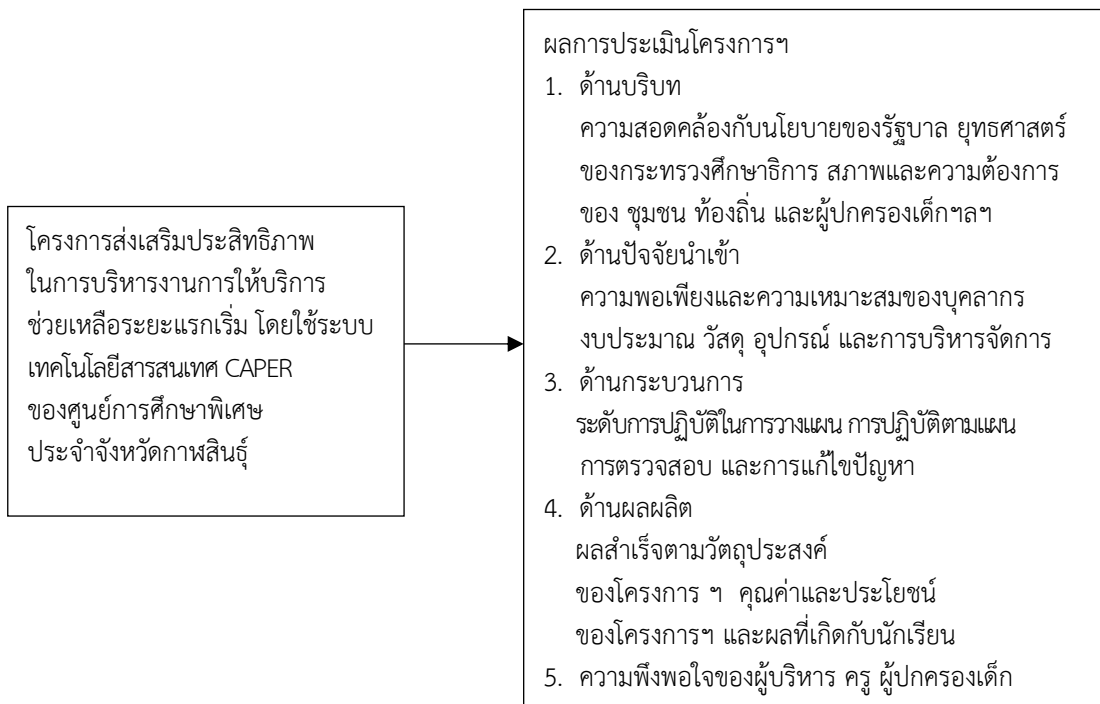 โครงการส่งเสริมประสิทธิภาพ
ในการบริหารงานการให้บริการ
ช่วยเหลือระยะแรกเริ่ม โดยใช้ระบบ
เทคโนโลยีสารสนเทศ CAPER
ของศูนย์การศึกษาพิเศษ
ประจำจังหวัดกาฬสินธุ์
ผลการประเมินโครงการฯ
1. ด้านบริบท
ความสอดคล้องกับนโยบายของรัฐบาล ยุทธศาสตร์
ของกระทรวงศึกษาธิการ สภาพและความต้องการ
ของ ชุมชน ท้องถิ่น และผู้ปกครองเด็กฯลฯ
2. ด้านปัจจัยนำเข้า
ความพอเพียงและความเหมาะสมของบุคลากร
งบประมาณ วัสดุ อุปกรณ์ และการบริหารจัดการ
3. ด้านกระบวนการ
ระดับการปฏิบัติในการวางแผน การปฏิบัติตามแผน
การตรวจสอบ และการแก้ไขปัญหา
4. ด้านผลผลิต
ผลสำเร็จตามวัตถุประสงค์
ของโครงการ ฯ คุณค่าและประโยชน์
ของโครงการฯ และผลที่เกิดกับนักเรียน
5. ความพึงพอใจของผู้บริหาร ครู ผู้ปกครองเด็ก